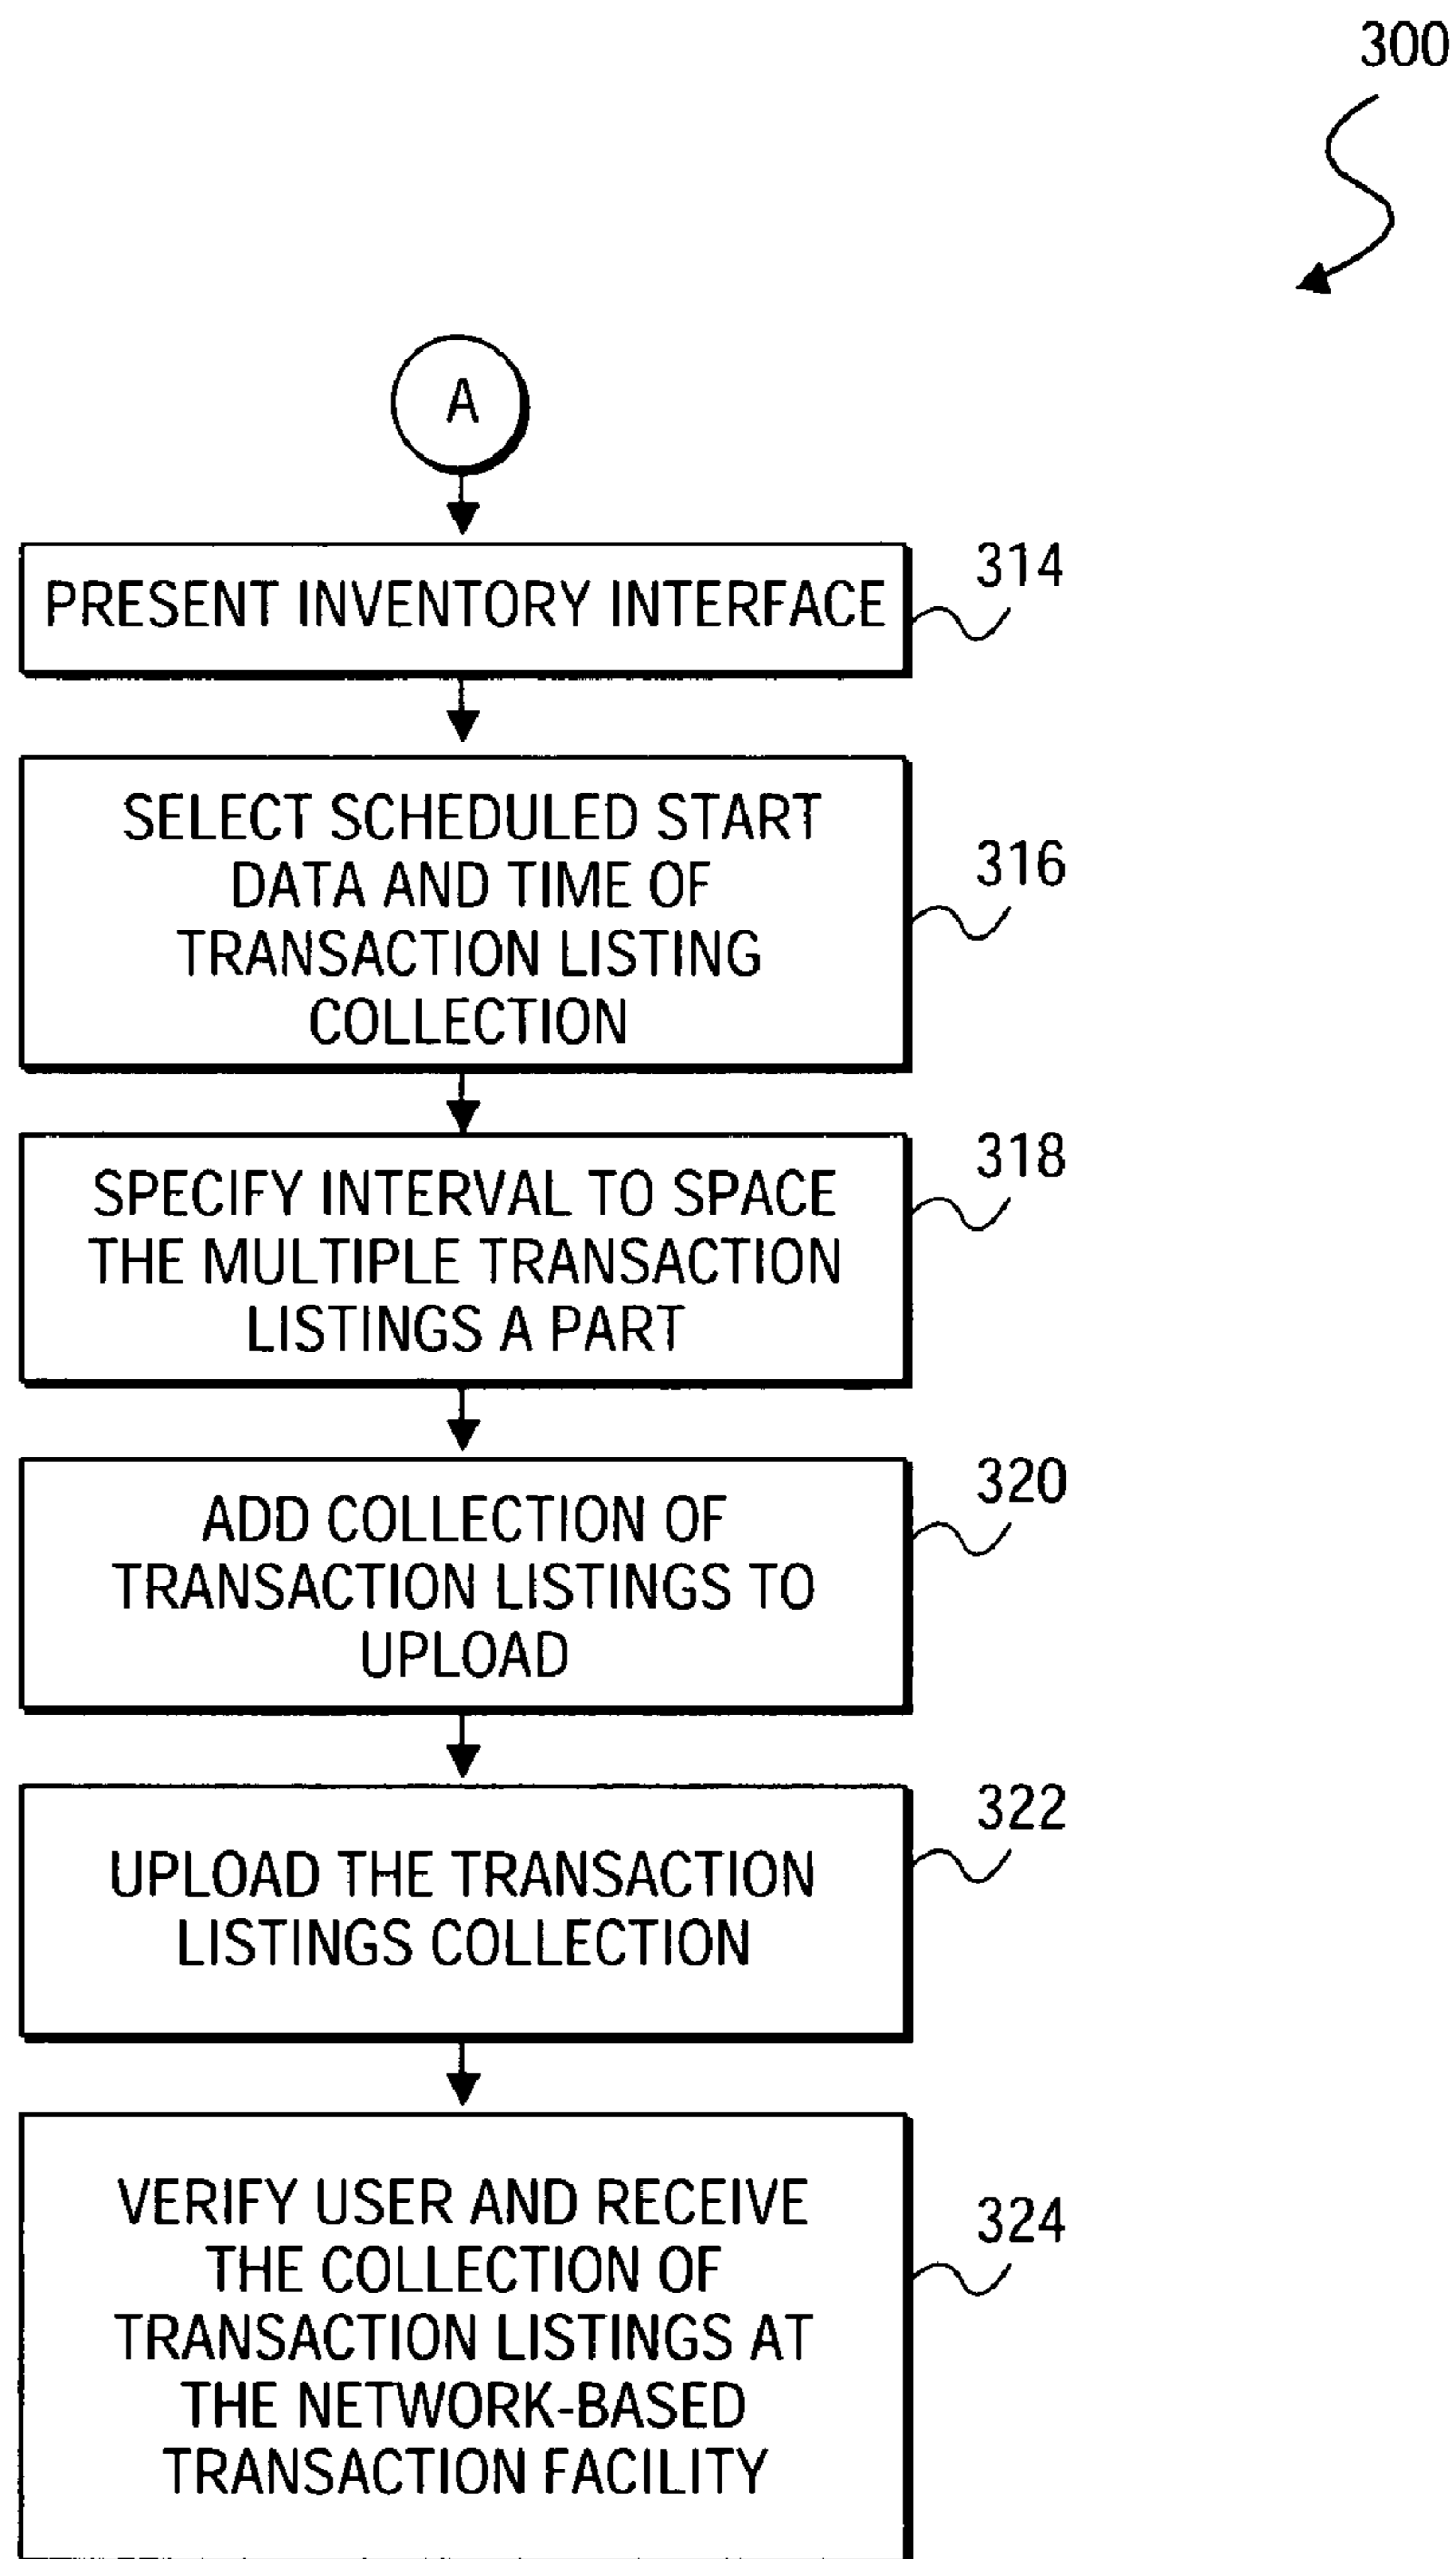 300
A
PRESENT INVENTORY INTERFACE
314
SELECT SCHEDULED START
DATA AND TIME OF
TRANSACTION LISTING
COLLECTION
316
SPECIFY INTERVAL TO SPACE
THE MULTIPLE TRANSACTION
LISTINGS A PART
318
ADD COLLECTION OF
TRANSACTION LISTINGS TO
UPLOAD
320
UPLOAD THE TRANSACTION
LISTINGS COLLECTION
322
VERIFY USER AND RECEIVE
THE COLLECTION OF
TRANSACTION LISTINGS AT
THE NETWORK-BASED
TRANSACTION FACILITY
324